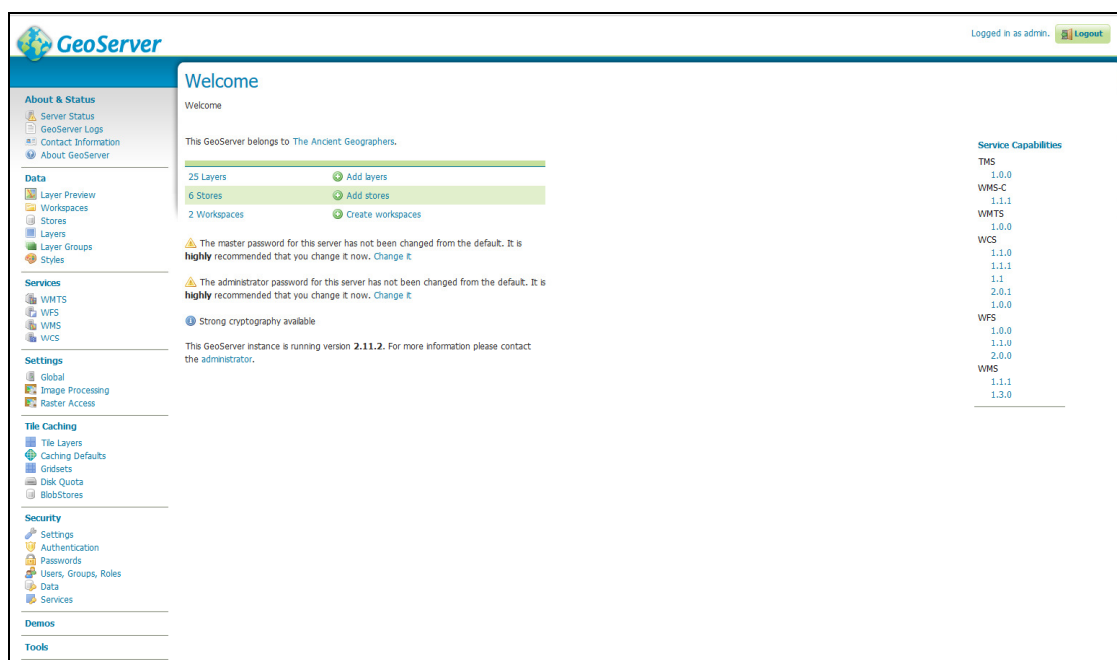 GeoServer
Logged in as admin.
Logout
About & Status
Server Status
GeoServer Logs
Contact Information
About GeoServer
Data
Layer Preview
Workspaces
Stores
Layers
Layer Groups
Styles
Services
WMTS
WFS
WMS
WCS
Settings
Global
Image Processing
Raster Access
Tile Caching
Tile Layers
Caching Defaults
Gridsets
Disk Quota
BlobStores
Security
Settings
Authentication
Passwords
Users, Groups, Roles
Data
Services
Demos
Tools
Welcome
Welcome
This GeoServer belongs to The Ancient Geographers.
25 Layers Add layers
6 Stores Add stores
2 Workspaces Create workspaces
The master password for this server has not been changed from the default. It is
highly recommended that you change it now. Change it
The administrator password for this server has not been changed from the default. It is
highly recommended that you change it now. Change it
Strong cryptography available
This GeoServer instance is running version 2.11.2. For more information please contact
the administrator.
Service Capabilities
TMS
1.0.0
WMS-C
1.1.1
WMTS
1.0.0
WCS
1.1.0
1.1.1
1.1
2.0.1
1.0.0
WFS
1.0.0
1.1.0
2.0.0
WMS
1.1.1
1.3.0